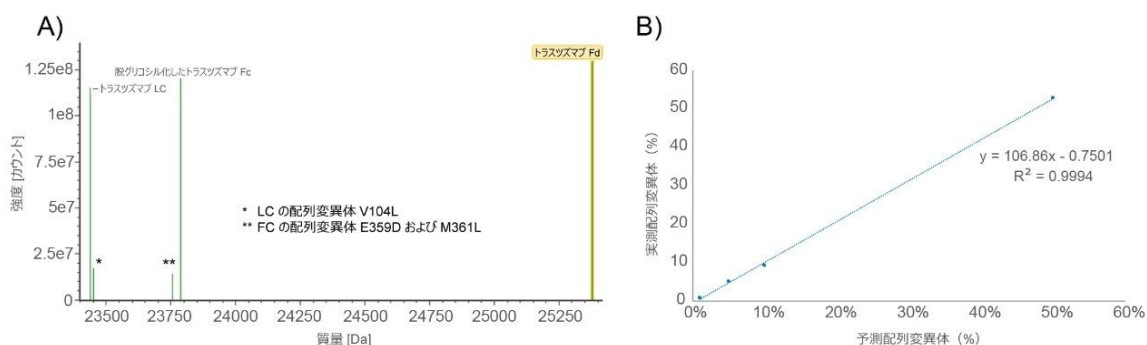 A)
トラスツズマブ Fd
脱グリコシル化したトラスツズマブ Fc
トラスツズマブ LC
1.25e8
1e8
7.5e7
5e7
2.5e7
0
強度 [カウント]
* LC の配列変異体 V104L
** FC の配列変異体 E359D および M361L
*
**
23500
23750
24000
24250
24500
24750
25000
25250
質量 [Da]
B)
60
50
40
30
20
10
0
実測配列変異体 (%)
y = 106.86x - 0.7501
R² = 0.9994
0%
10%
20%
30%
40%
50%
60%
予測配列変異体 (%)